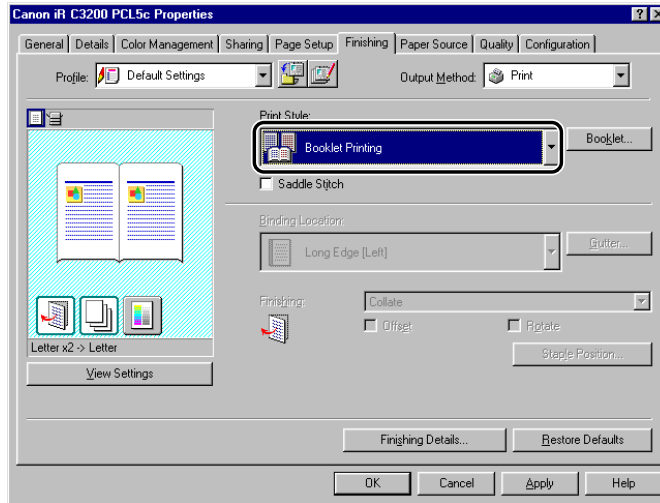 Canon iR C3200 PCL5c Properties
General Details Color Management Sharing Page Setup Finishing Paper Source Quality Configuration
Profile: Default Settings Output Method: Print
Print Style:
Booklet Printing Booklet...
Saddle Stitch
Binding Location:
Long Edge [Left] Gutter...
Finishing: Collate
Offset Rotate
Letter x2 -> Letter
Staple Position...
View Settings
Finishing Details... Restore Defaults
OK Cancel Apply Help